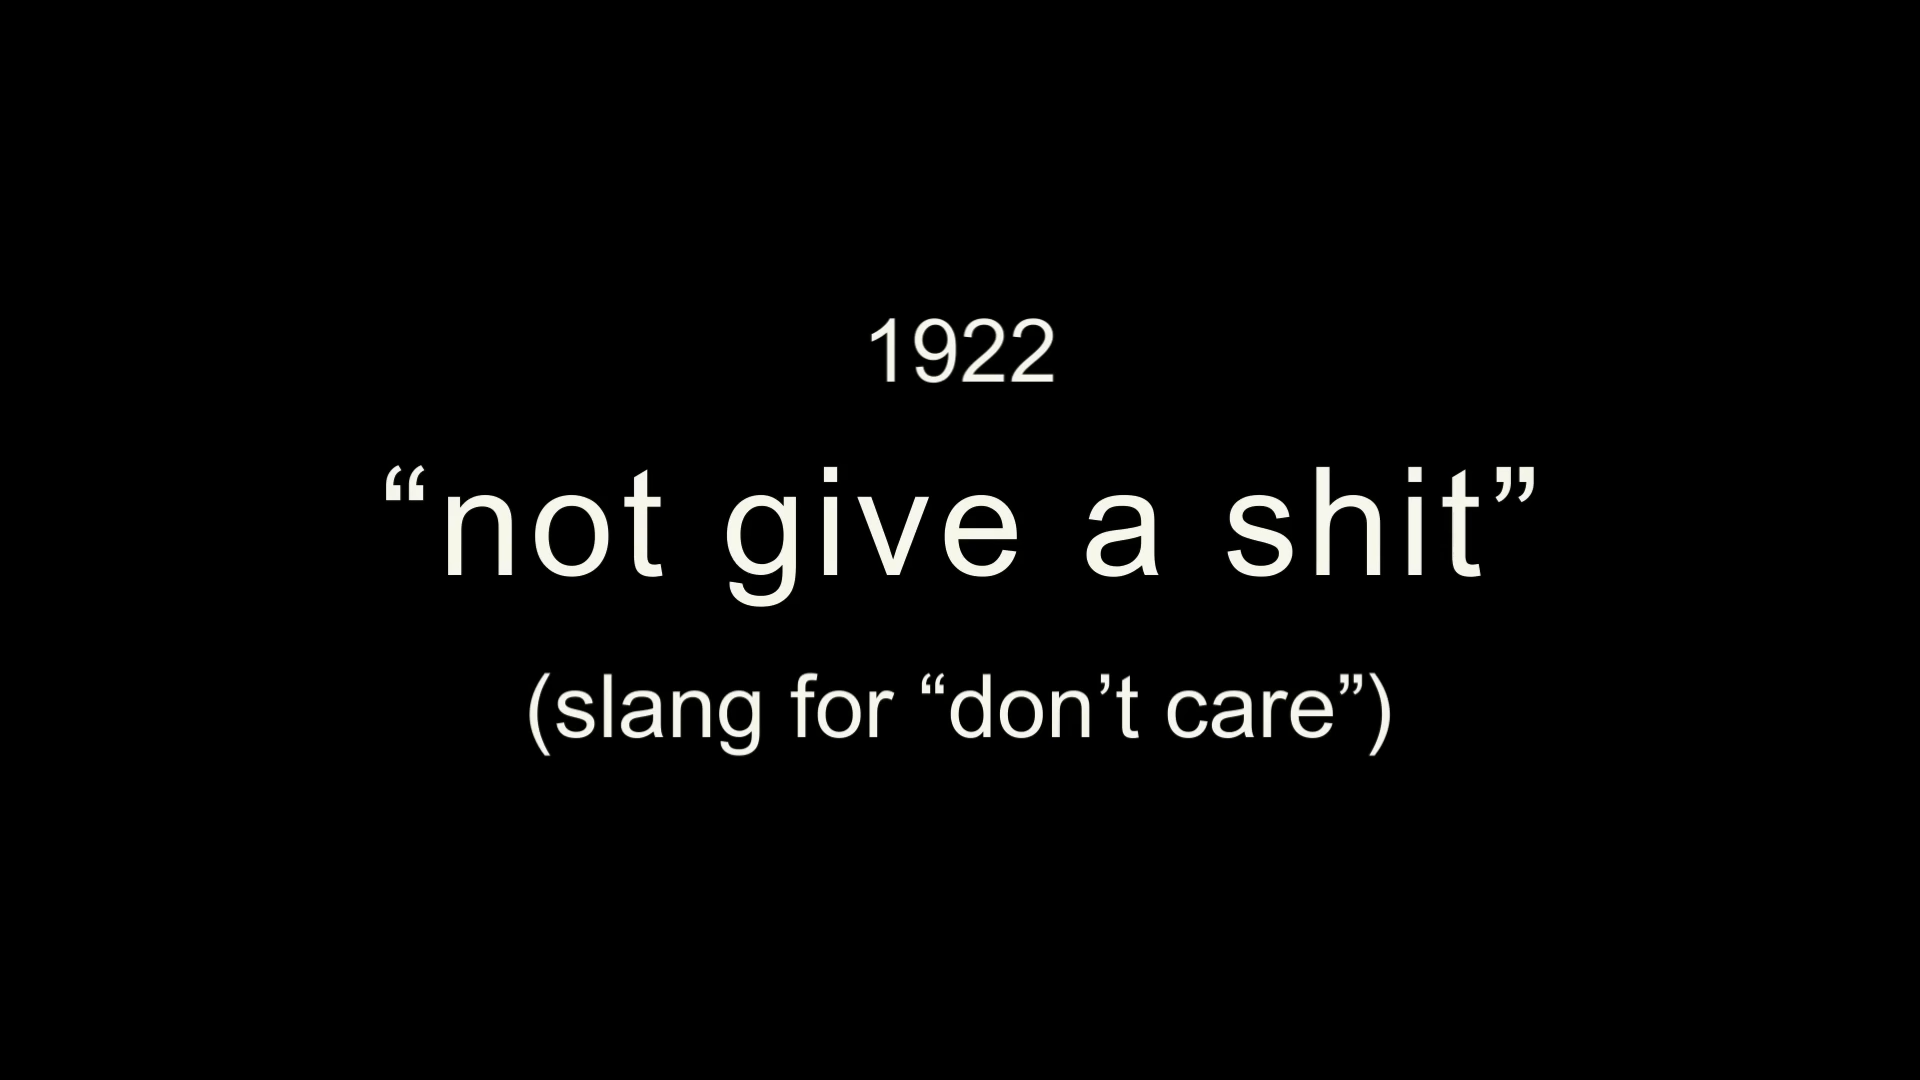 1922
“not give a shit”
(slang for “don’t care”)